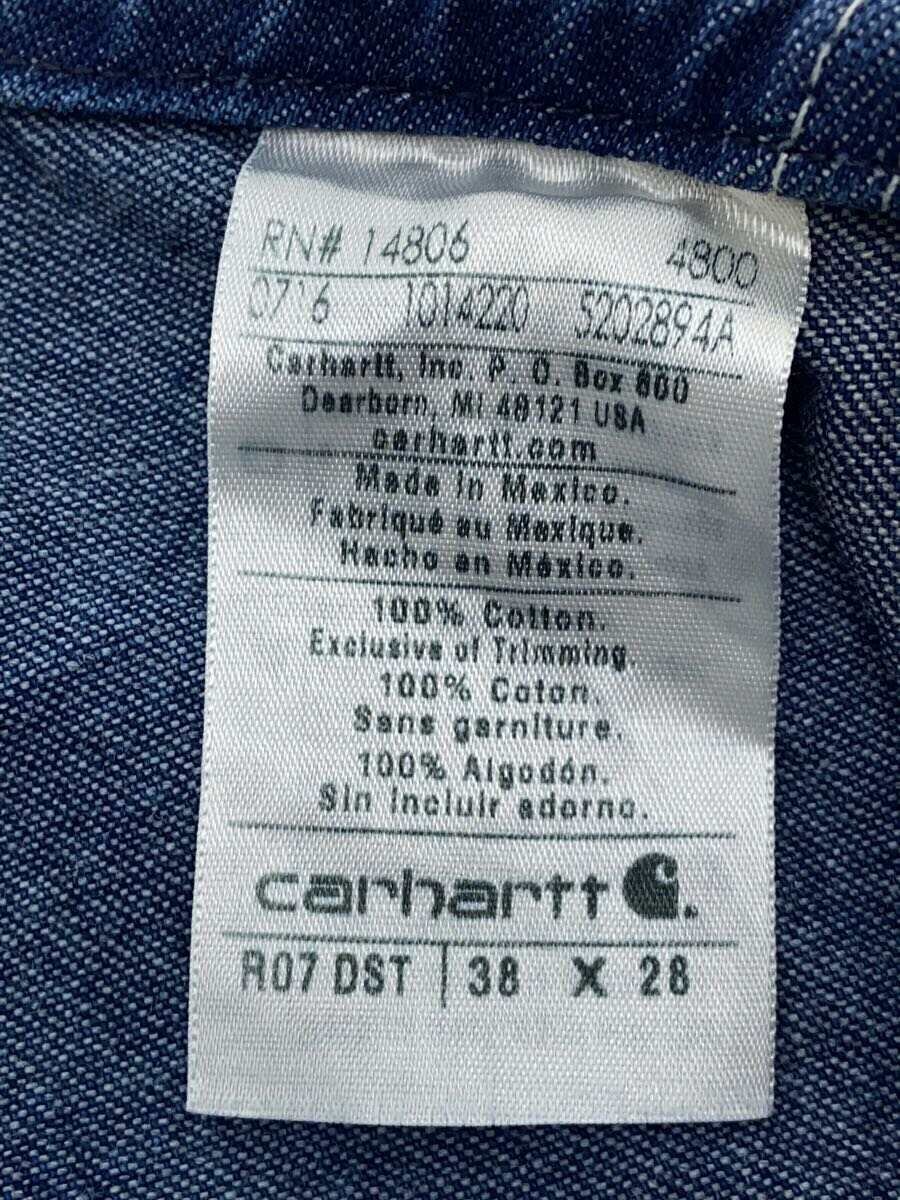 RN# 14806 4800
07'6 1014220 S202894A
Carhartt, Inc. P. O. Box 600
Dearborn, MI 48121 USA
carhartt.com
Made in Mexico.
Fabriqué au Mexique.
Hecho en México.
100% Cotton.
Exclusive of Trimming.
100% Coton.
Sans garniture.
100% Algodón.
Sin incluir adorno.
carhartt
R07 DST | 38 X 28